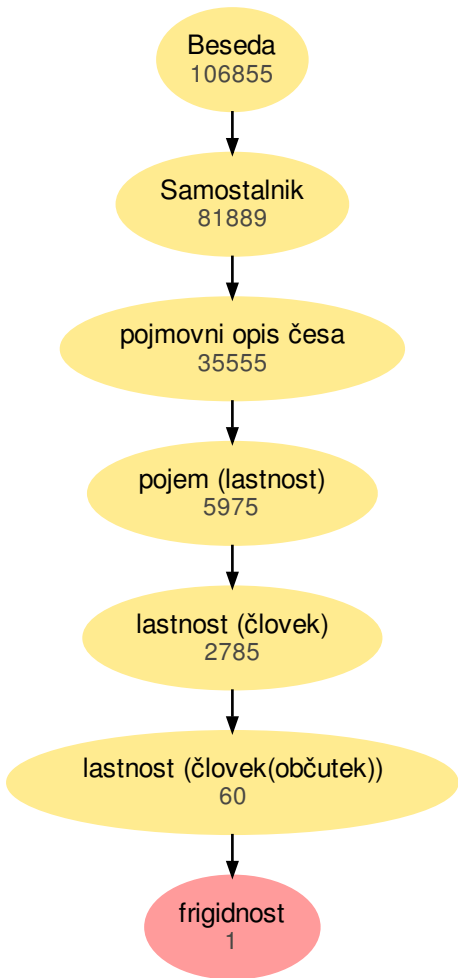 Beseda
106855
Samostalnik
81889
pojmovni opis česa
35555
pojem (lastnost)
5975
lastnost (človek)
2785
lastnost (človek(občutek))
60
frigidnost
1